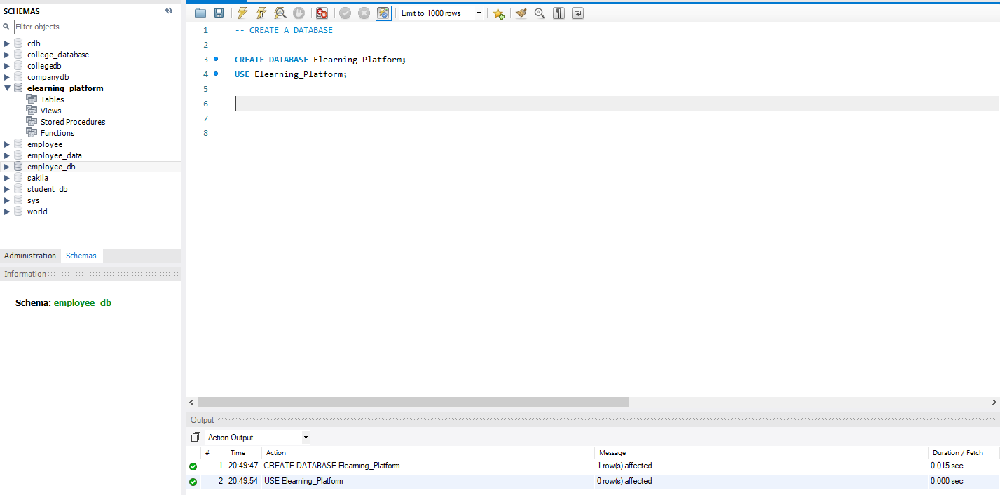 SCHEMAS
Filter objects
cdb
college_database
collegedb
companydb
elearning_platform
Tables
Views
Stored Procedures
Functions
employee
employee_data
employee_db
sakila
student_db
sys
world
Administration Schemas
Information
Schema: employee_db
Limit to 1000 rows
1 -- CREATE A DATABASE
2
3 CREATE DATABASE Elearning_Platform;
4 USE Elearning_Platform;
5
6
7
8
Output
Action Output
# Time Action Message Duration / Fetch
1 20:49:47 CREATE DATABASE Elearning_Platform 1 row(s) affected 0.015 sec
2 20:49:54 USE Elearning_Platform 0 row(s) affected 0.000 sec